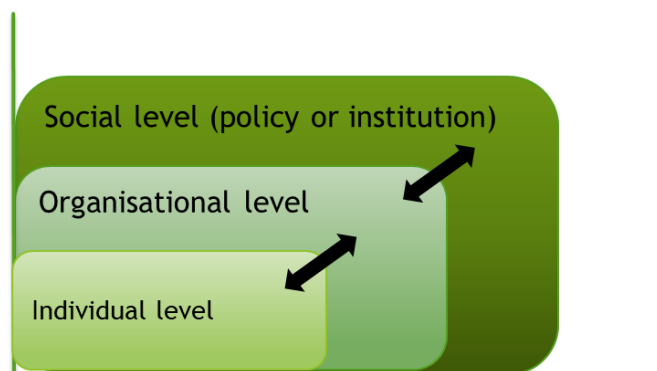 Social level (policy or institution)
Organisational level
Individual level